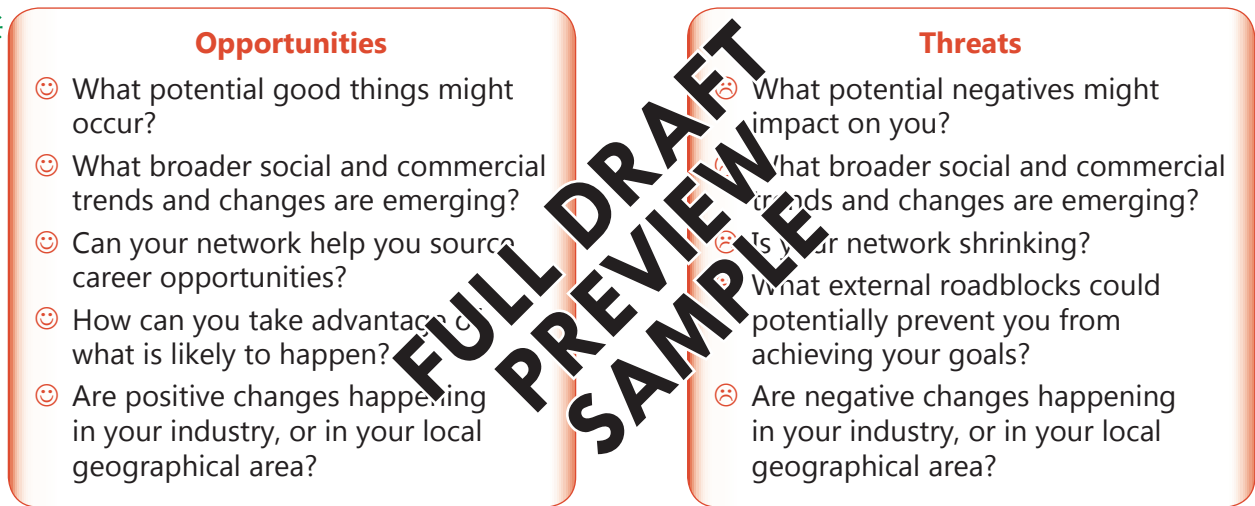 Opportunities
What potential good things might
occur?
What broader social and commercial
trends and changes are emerging?
Can your network help you source
career opportunities?
How can you take advantage of
what is likely to happen?
Are positive changes happening
in your industry, or in your local
geographical area?
Threats
What potential negatives might
impact on you?
What broader social and commercial
trends and changes are emerging?
Is your network shrinking?
What external roadblocks could
potentially prevent you from
achieving your goals?
Are negative changes happening
in your industry, or in your local
geographical area?
FULL DRAFT
PREVIEW
SAMPLE